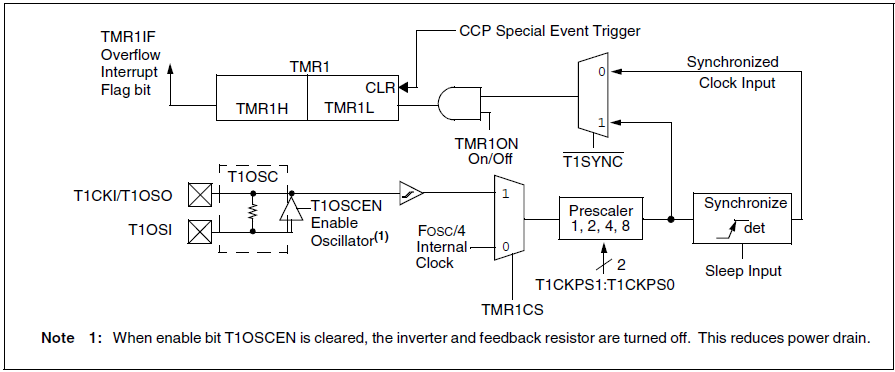 TMR1IF
Overflow
Interrupt
Flag bit
TMR1
CCP Special Event Trigger
CLR
TMR1H
TMR1L
TMR1ON
On/Off
0
1
T1SYNC
Synchronized
Clock Input
T1OSC
T1CKI/T1OSO
T1OSI
T1OSCEN
Enable
Oscillator(1)
FOSC/4
Internal
Clock
1
0
TMR1CS
Prescaler
1, 2, 4, 8
2
T1CKPS1:T1CKPS0
Synchronize
det
Sleep Input
Note 1: When enable bit T1OSCEN is cleared, the inverter and feedback resistor are turned off. This reduces power drain.